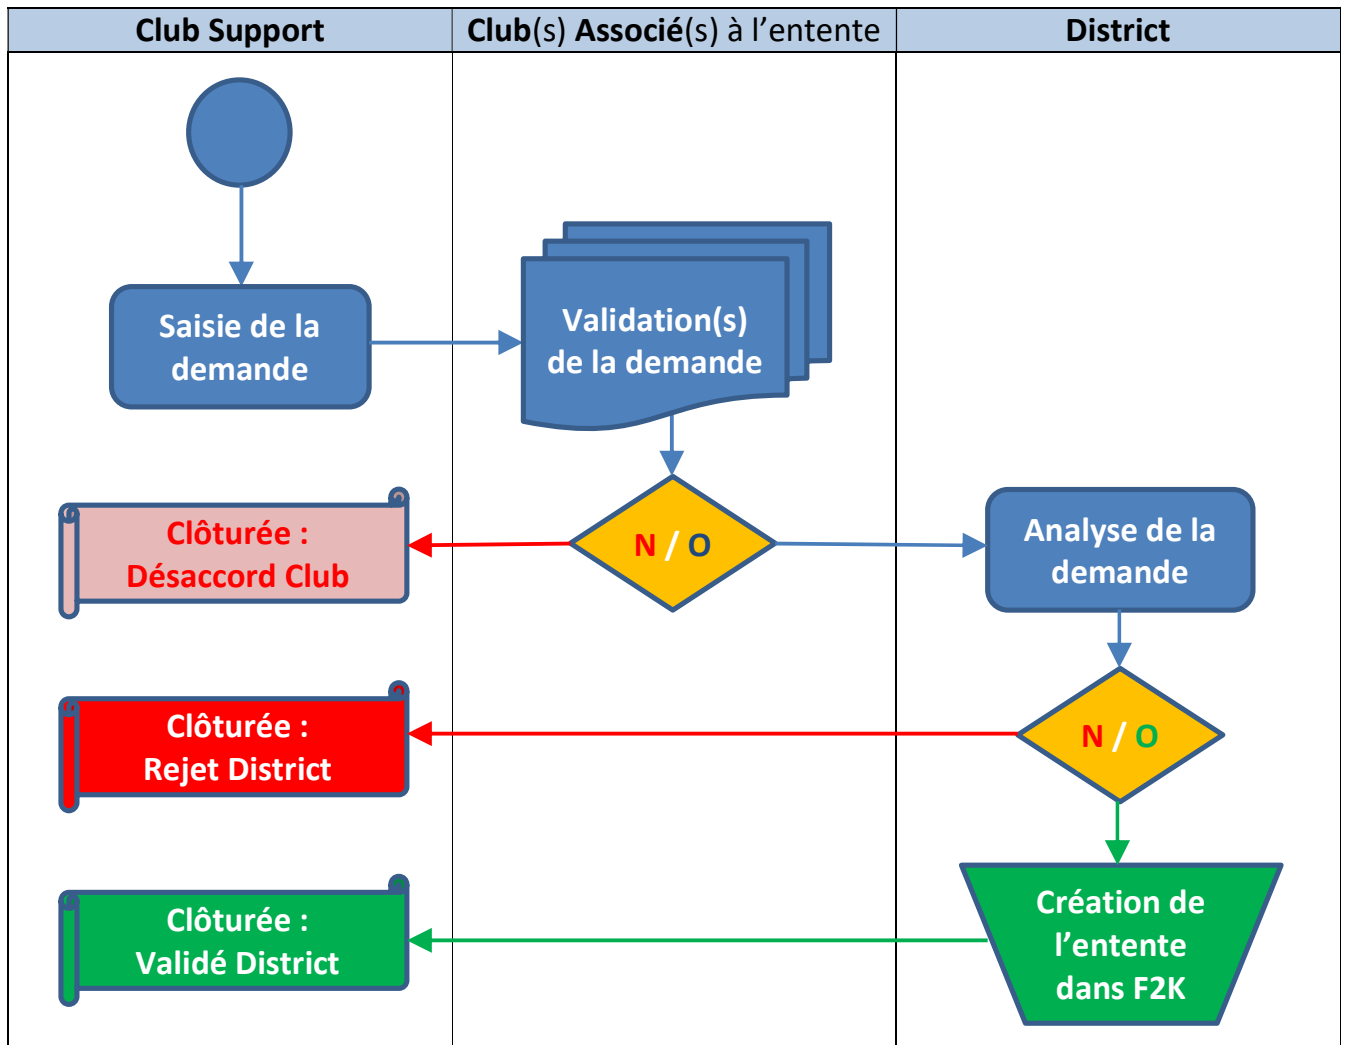 Club Support
Club(s) Associé(s) à l’entente
District
Saisie de la
demande
Validation(s)
de la demande
Clôturée :
Désaccord Club
N / O
Analyse de la
demande
Clôturée :
Rejet District
N / O
Clôturée :
Validé District
Création de
l’entente
dans F2K